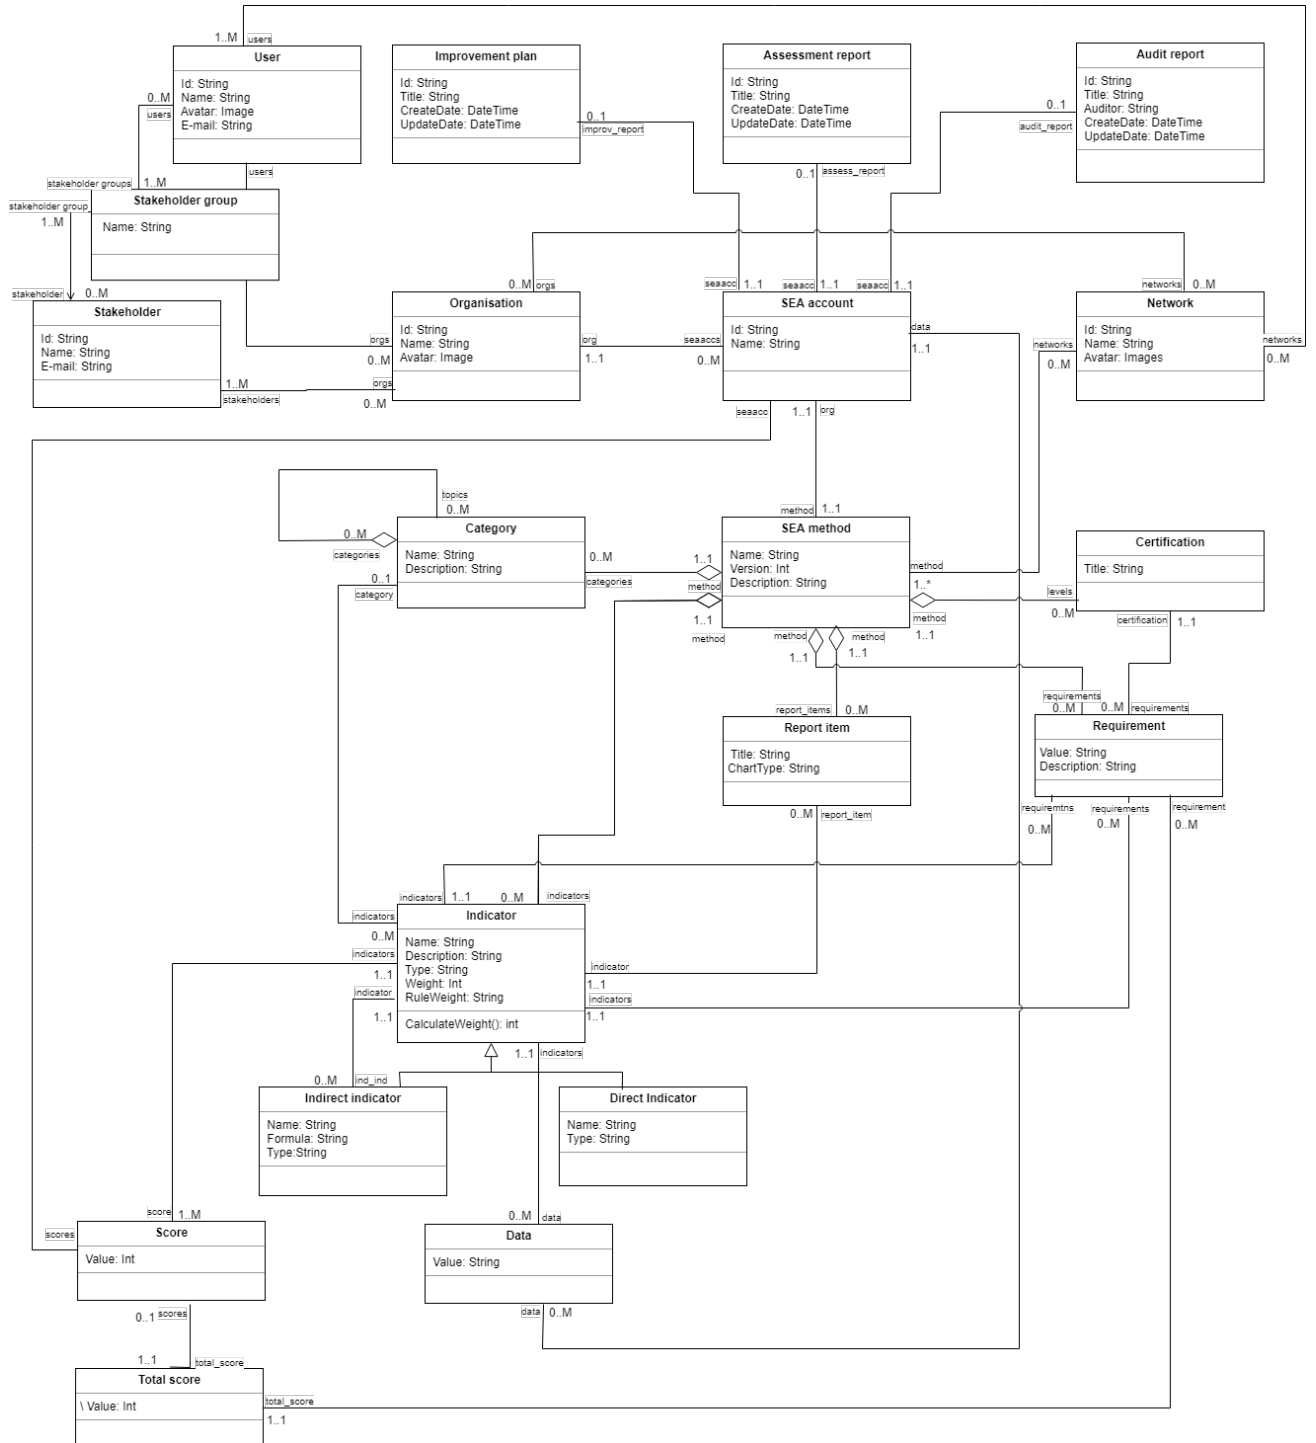 1..M users
User
Id: String
Name: String
Avatar: Image
E-mail: String
0..M
users
users
Improvement plan
Id: String
Title: String
CreateDate: DateTime
UpdateDate: DateTime
0..1
improv_report
Assessment report
Id: String
Title: String
CreateDate: DateTime
UpdateDate: DateTime
0..1 assess_report
Audit report
Id: String
Title: String
Auditor: String
CreateDate: DateTime
UpdateDate: DateTime
0..1
audit_report
stakeholder groups 1..M
Stakeholder group
Name: String
stakeholder group
1..M
stakeholder 0..M
Stakeholder
Id: String
Name: String
E-mail: String
1..M
stakeholders
orgs
0..M
orgs
0..M
0..M orgs
Organisation
Id: String
Name: String
Avatar: Image
org
1..1
seaaccs
0..M
seaacc 1..1
seaacc 1..1
seaacc 1..1
SEA account
Id: String
Name: String
data
1..1
seaacc
1..1 org
networks 0..M
Network
Id: String
Name: String
Avatar: Images
networks
0..M
networks
0..M
topics
0..M
Category
Name: String
Description: String
0..M
categories
0..1
category
0..M
categories
method 1..1
SEA method
Name: String
Version: Int
Description: String
1..1
method
1..1
method
method
1..1
method
1..1
method
1..*
method
1..1
Certification
Title: String
levels
0..M
certification 1..1
report_items 0..M
Report item
Title: String
ChartType: String
0..M report_item
requirements
0..M
0..M requirements
Requirement
Value: String
Description: String
requiremtns
0..M
requirements
0..M
requirement
0..M
indicators 1..1
0..M indicators
Indicator
Name: String
Description: String
Type: String
Weight: Int
RuleWeight: String
CalculateWeight(): int
indicators
0..M
indicators
1..1
indicator
1..1
indicator
1..1
indicators
1..1
1..1 indicators
0..M ind_ind
Indirect indicator
Name: String
Formula: String
Type:String
Direct Indicator
Name: String
Type: String
score 1..M
Score
Value: Int
scores
0..1 scores
0..M data
Data
Value: String
data 0..M
1..1 total_score
Total score
\ Value: Int
total_score
1..1